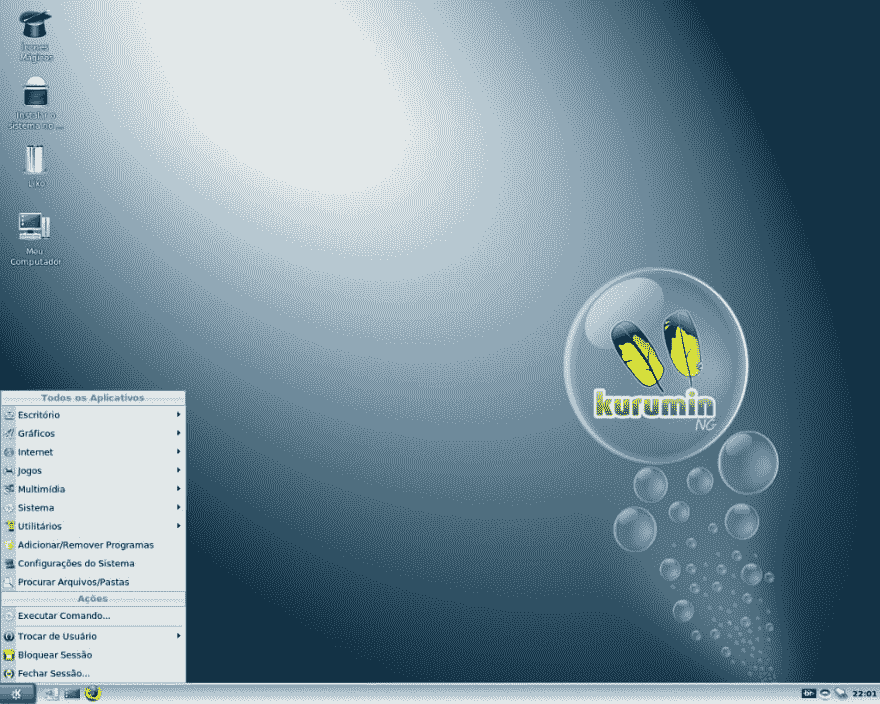 Ícones
Mágicos
Instalar o
Sistema no ...
Lixo
Meu
Computador
kurumin
NG
Todos os Aplicativos
Escritório
Gráficos
Internet
Jogos
Multimídia
Sistema
Utilitários
Adicionar/Remover Programas
Configurações do Sistema
Procurar Arquivos/Pastas
Ações
Executar Comando...
Trocar de Usuário
Bloquear Sessão
Fechar Sessão...
br
22:01